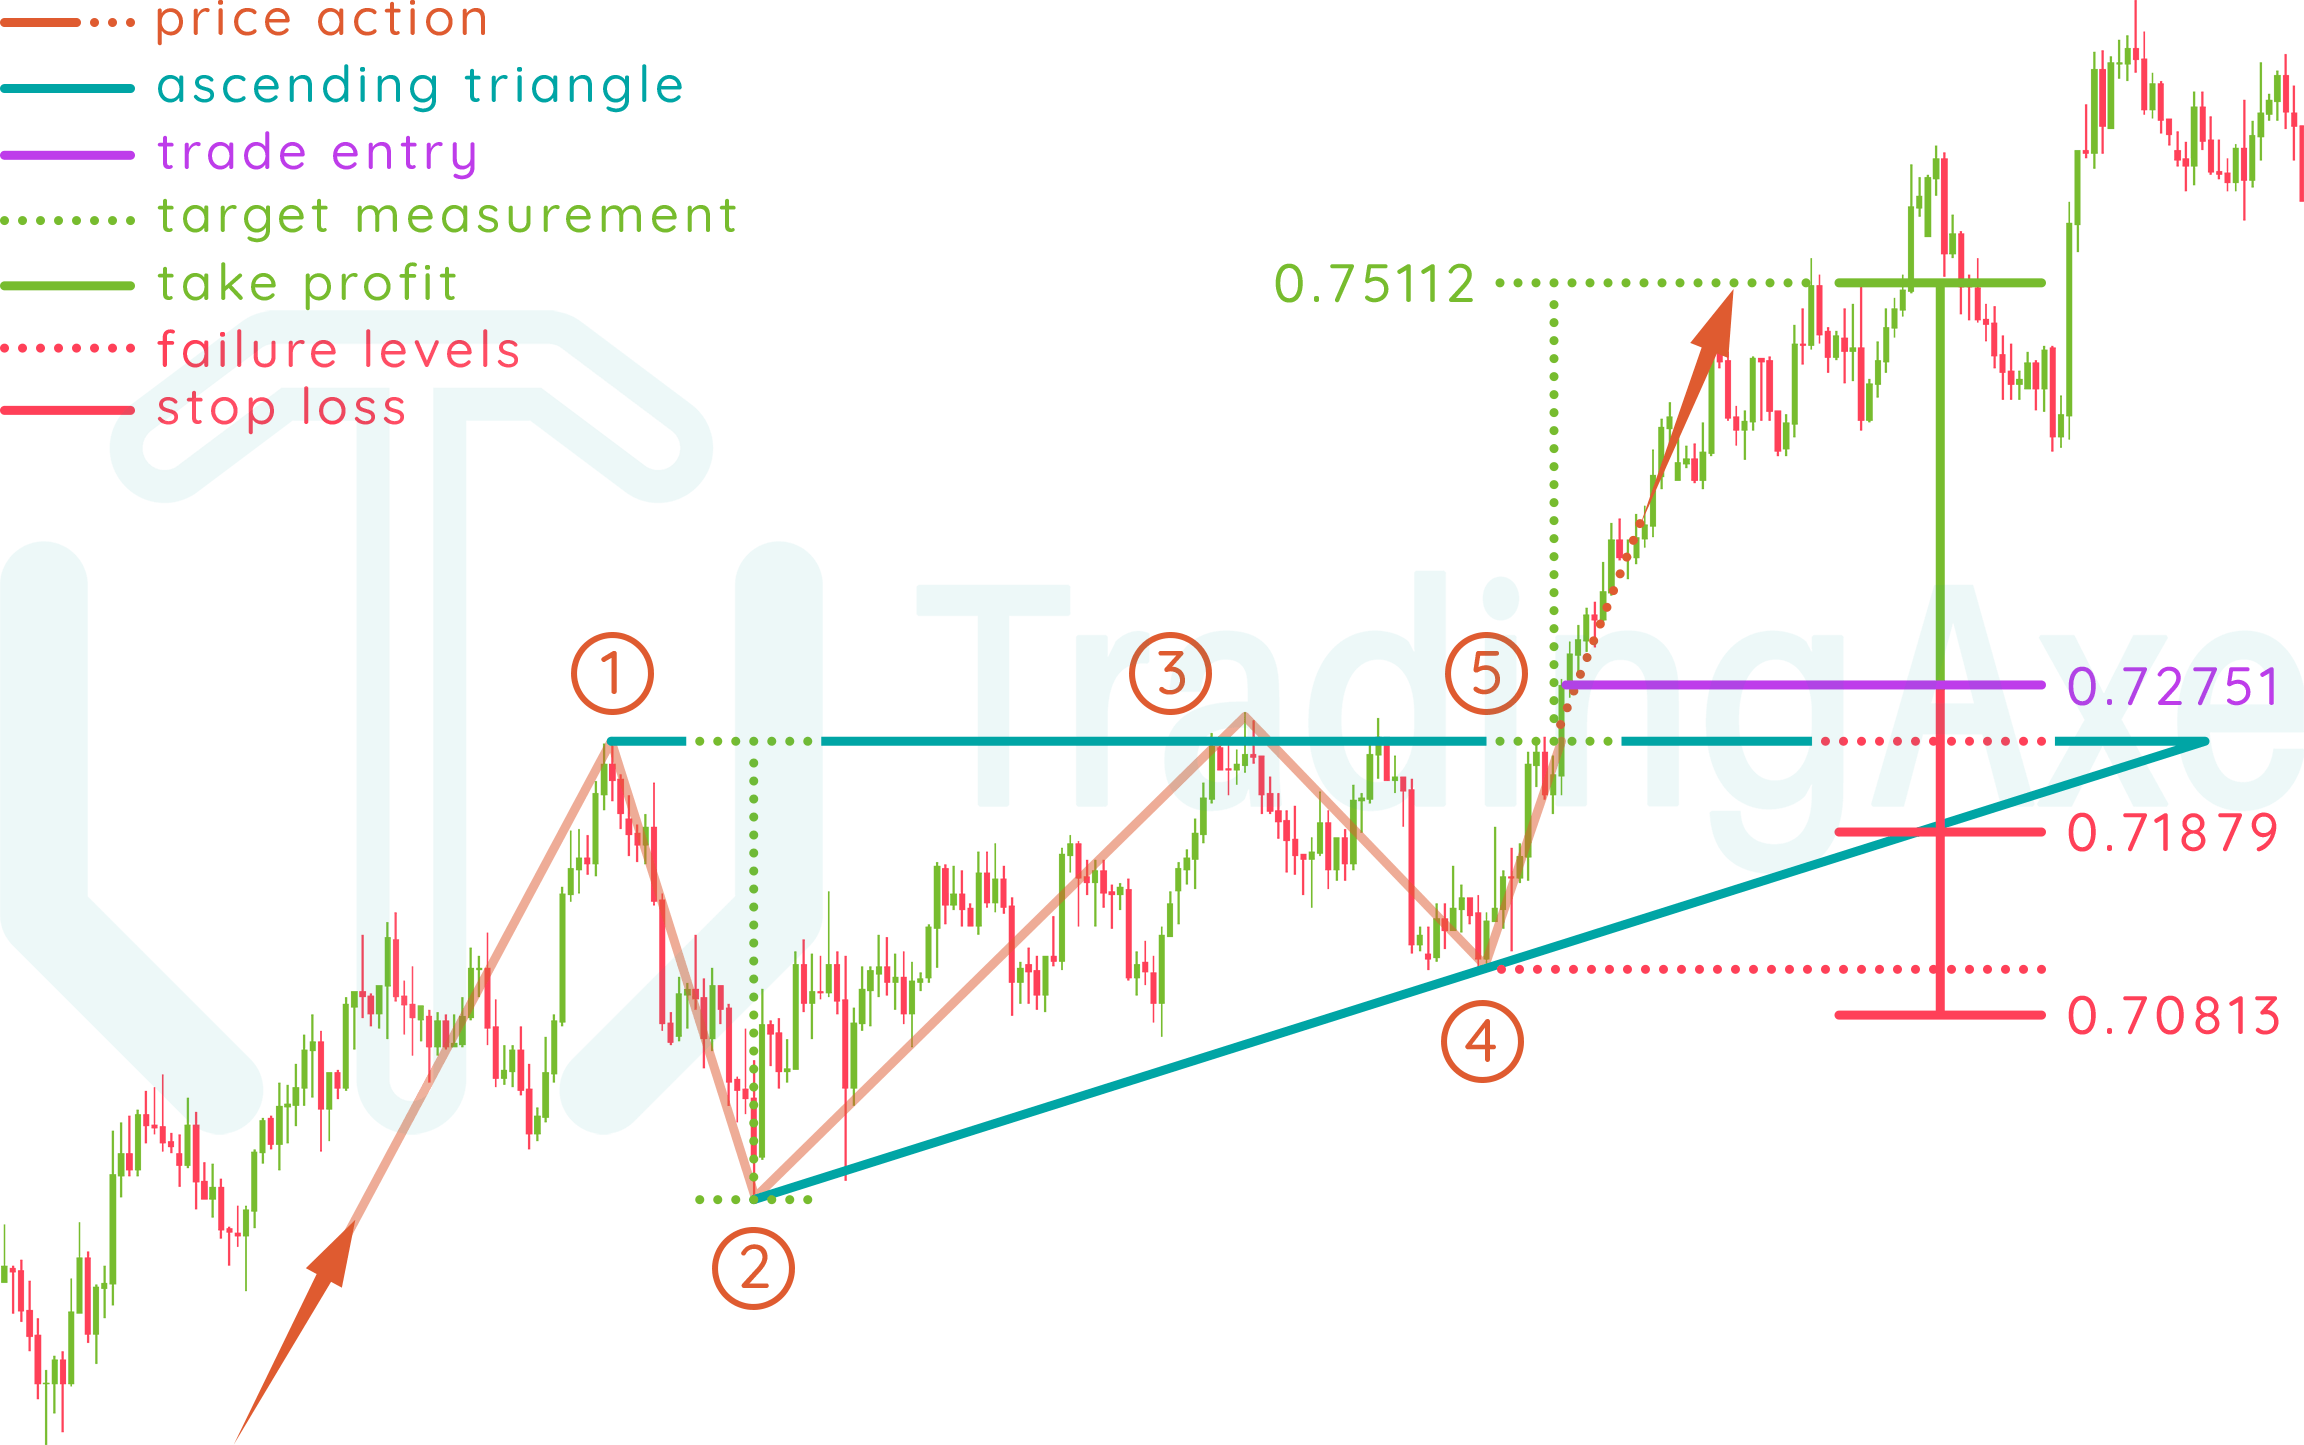 price action
ascending triangle
trade entry
target measurement
take profit
failure levels
stop loss
0.75112
TradingAxe
1
3
5
0.72751
0.71879
0.70813
4
2